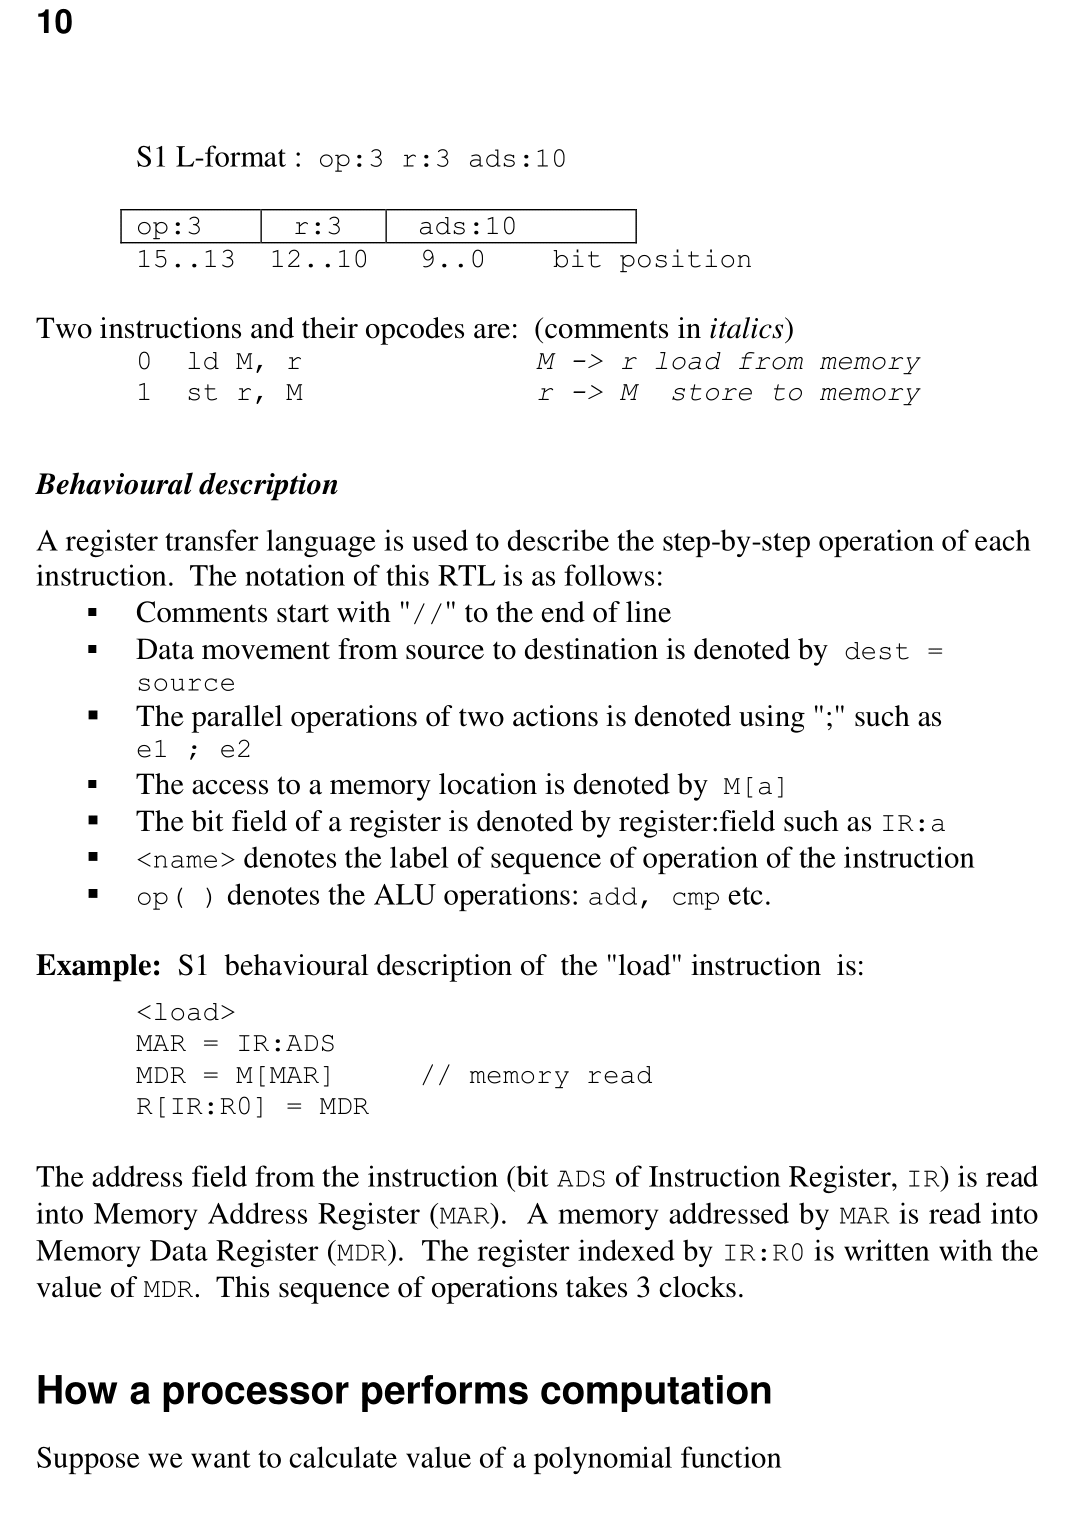 10
S1 L-format : op:3 r:3 ads:10
op:3 r:3 ads:10
15..13 12..10 9..0 bit position
Two instructions and their opcodes are: (comments in italics)
0 ld M, r M -> r load from memory
1 st r, M r -> M store to memory
Behavioural description
A register transfer language is used to describe the step-by-step operation of each
instruction. The notation of this RTL is as follows:
▪ Comments start with "//" to the end of line
▪ Data movement from source to destination is denoted by dest =
source
▪ The parallel operations of two actions is denoted using ";" such as
e1 ; e2
▪ The access to a memory location is denoted by M[a]
▪ The bit field of a register is denoted by register:field such as IR:a
▪ <name> denotes the label of sequence of operation of the instruction
▪ op( ) denotes the ALU operations: add, cmp etc.
Example: S1 behavioural description of the "load" instruction is:
<load>
MAR = IR:ADS
MDR = M[MAR] // memory read
R[IR:R0] = MDR
The address field from the instruction (bit ADS of Instruction Register, IR) is read
into Memory Address Register (MAR). A memory addressed by MAR is read into
Memory Data Register (MDR). The register indexed by IR:R0 is written with the
value of MDR. This sequence of operations takes 3 clocks.
How a processor performs computation
Suppose we want to calculate value of a polynomial function